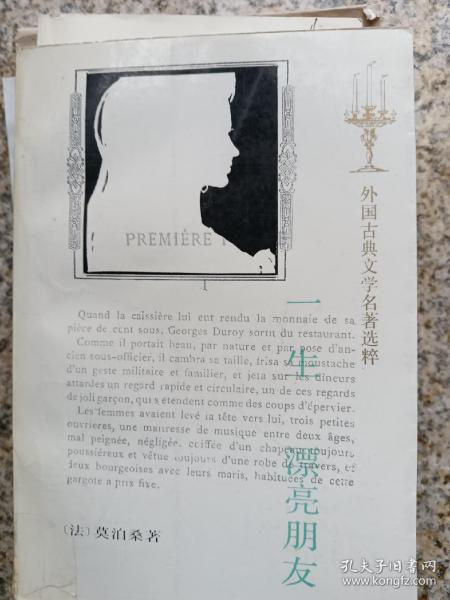 PREMIÈRE
I
外国古典文学名著选粹
一生
漂亮朋友
Quand la caissière lui eut rendu la monnaie de sa
pièce de cent sous, Georges Duroy sortit du restaurant.
Comme il portait beau, par nature et par pose d'an-
cien sous-officier, il cambra sa taille, frisa sa moustache
d'un geste militaire et familier, et jeta sur les dîneurs
attardés un regard rapide et circulaire, un de ces regards
de joli garçon, qui s'étendent comme des coups d'épervier.
Les femmes avaient levé la tête vers lui, trois petites
ouvrières, une maîtresse de musique entre deux âges,
mal peignée, négligée, coiffée d'un chapeau toujours
poussiéreux et vêtue toujours d'une robe de travers, et
deux bourgeoises avec leurs maris, habituées de cette
gargote à prix fixe.
〔法〕莫泊桑著
孔夫子旧书网
www.kongfz.com